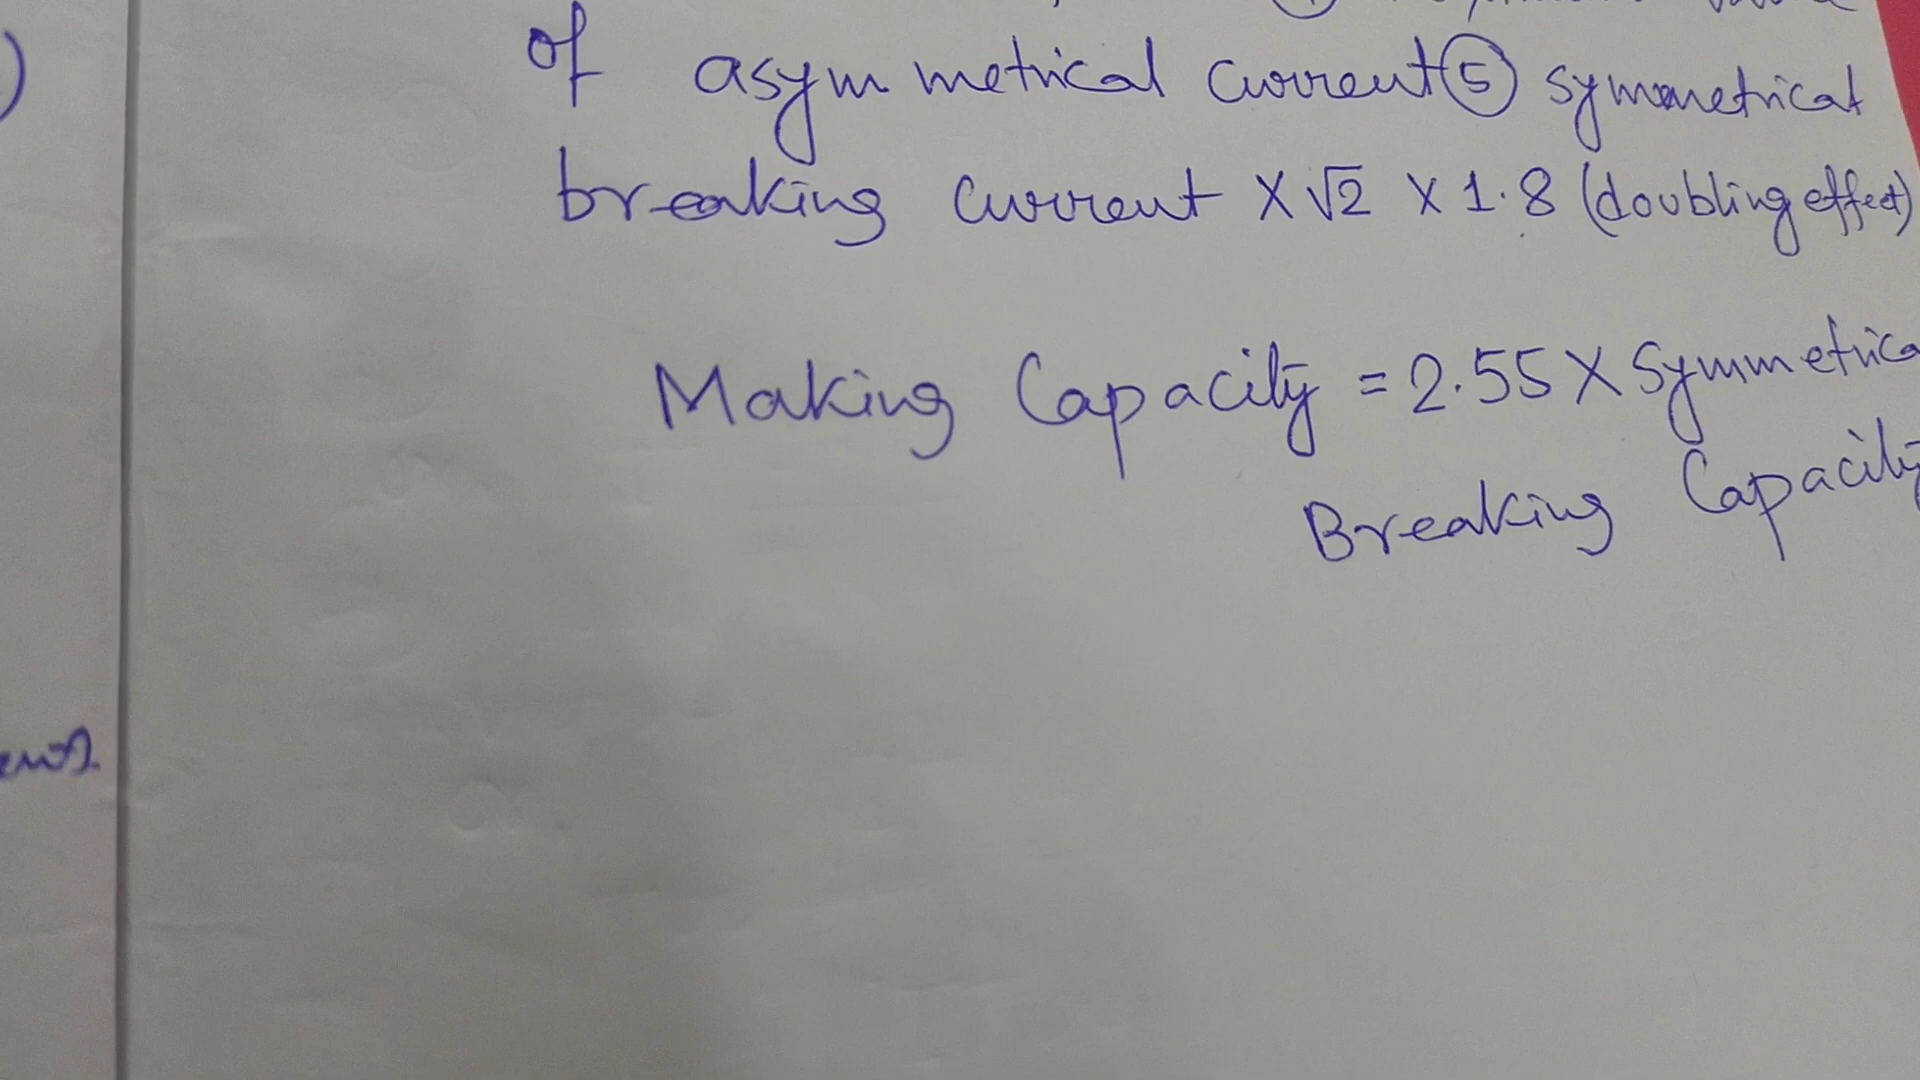 of asymmetrical current ⑤ symmetrical
breaking current X √2 X 1.8 (doubling effect)
Making Capacity = 2.55 X Symmetrica
Breaking Capacity